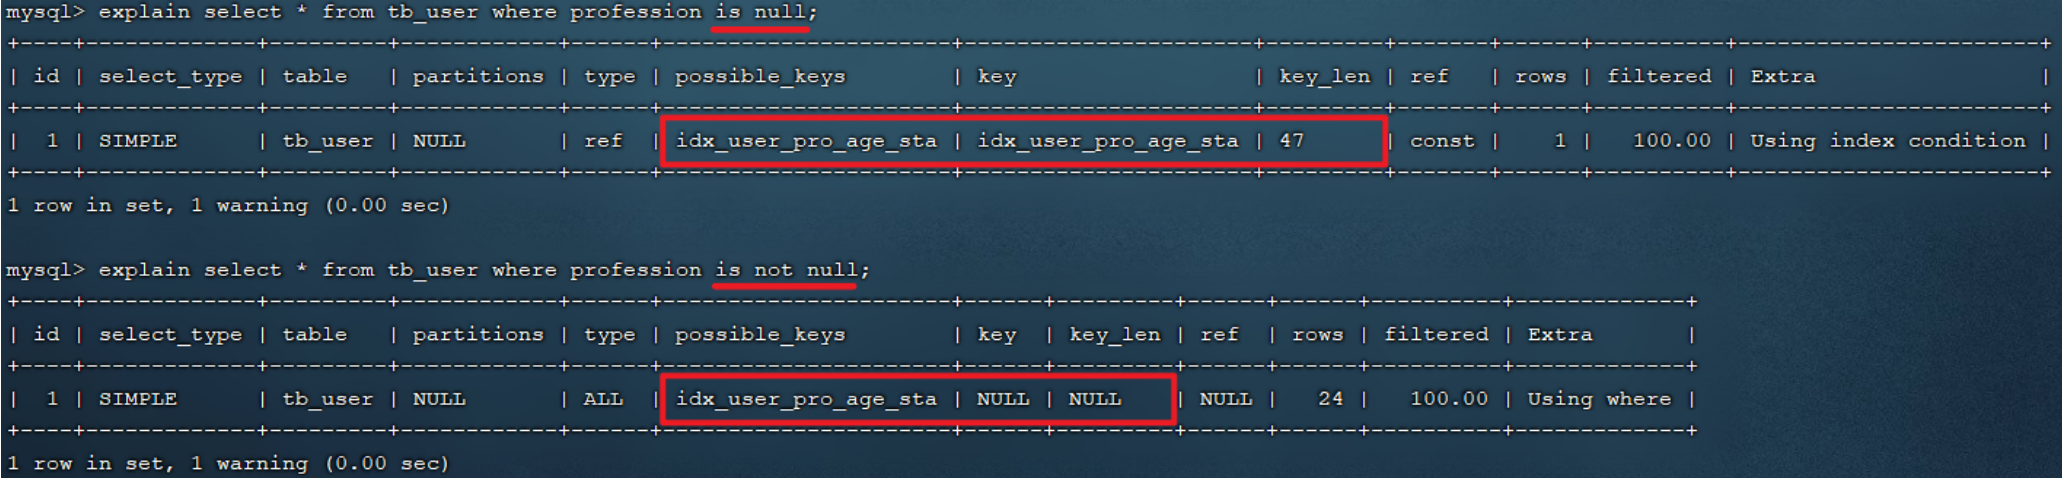 mysql> explain select * from tb_user where profession is null;
+----+-------------+---------+------------+------+----------------------+----------------------+---------+-------+------+----------+-----------------------+
| id | select_type | table   | partitions | type | possible_keys        | key                  | key_len | ref   | rows | filtered | Extra                 |
+----+-------------+---------+------------+------+----------------------+----------------------+---------+-------+------+----------+-----------------------+
|  1 | SIMPLE      | tb_user | NULL       | ref  | idx_user_pro_age_sta | idx_user_pro_age_sta | 47      | const |    1 |   100.00 | Using index condition |
+----+-------------+---------+------------+------+----------------------+----------------------+---------+-------+------+----------+-----------------------+
1 row in set, 1 warning (0.00 sec)
mysql> explain select * from tb_user where profession is not null;
+----+-------------+---------+------------+------+----------------------+------+---------+------+------+----------+-------------+
| id | select_type | table   | partitions | type | possible_keys        | key  | key_len | ref  | rows | filtered | Extra       |
+----+-------------+---------+------------+------+----------------------+------+---------+------+------+----------+-------------+
|  1 | SIMPLE      | tb_user | NULL       | ALL  | idx_user_pro_age_sta | NULL | NULL    | NULL |   24 |   100.00 | Using where |
+----+-------------+---------+------------+------+----------------------+------+---------+------+------+----------+-------------+
1 row in set, 1 warning (0.00 sec)